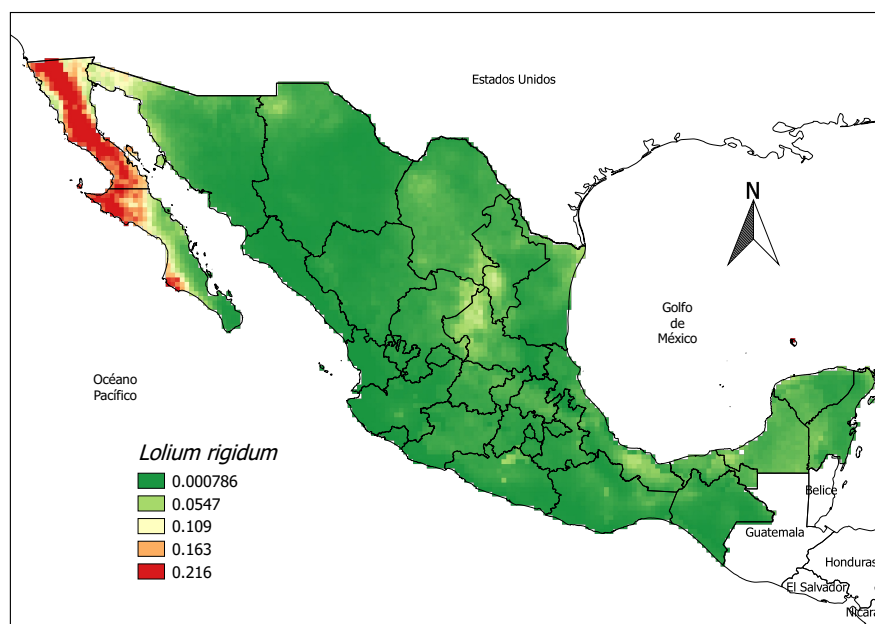 Estados Unidos
N
Golfo
de
México
Océano
Pacífico
Lolium rigidum
0.000786
0.0547
0.109
0.163
0.216
Belice
Guatemala
Honduras
El Salvador
Nicara